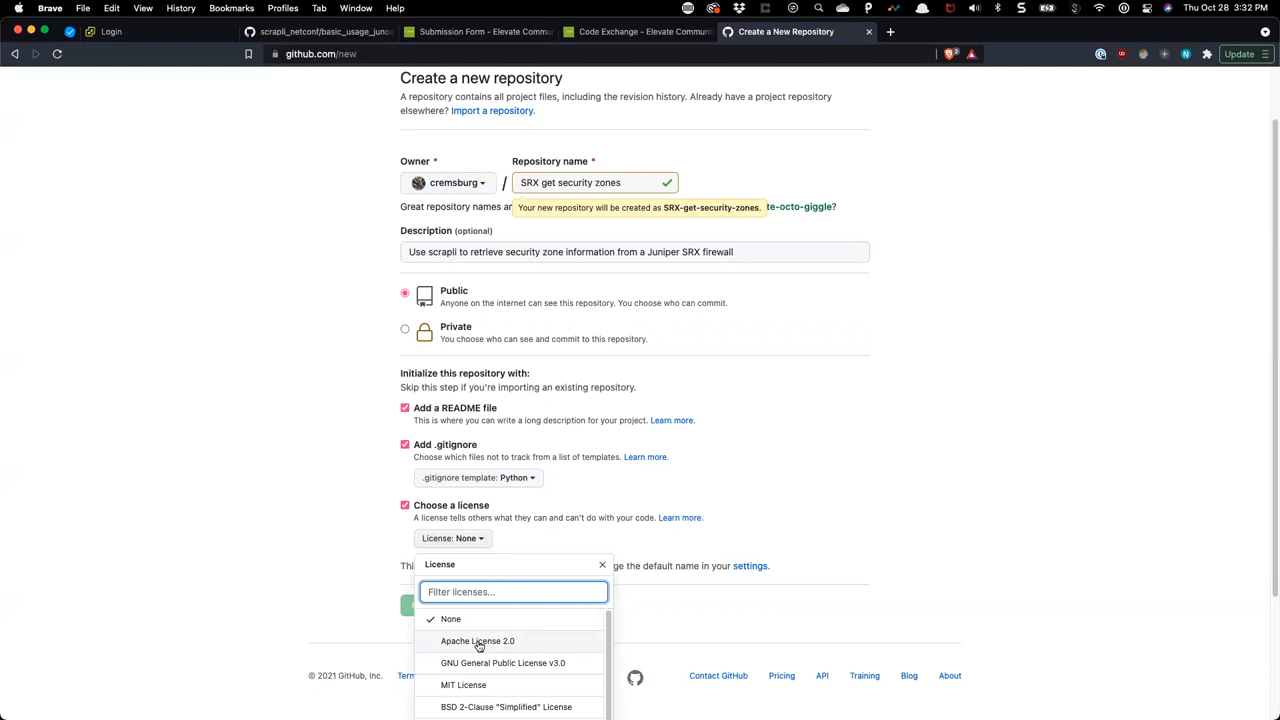 Brave File Edit View History Bookmarks Profiles Tab Window Help Thu Oct 28 3:32 PM
Login scrapli_netconf/basic_usage_junos Submission Form - Elevate Commu Code Exchange - Elevate Commun Create a New Repository
github.com/new Update
Create a new repository
A repository contains all project files, including the revision history. Already have a project repository
elsewhere? Import a repository.
Owner * Repository name *
cremsburg / SRX get security zones
Great repository names ar te-octo-giggle?
Your new repository will be created as SRX-get-security-zones.
Description (optional)
Use scrapli to retrieve security zone information from a Juniper SRX firewall
Public
Anyone on the internet can see this repository. You choose who can commit.
Private
You choose who can see and commit to this repository.
Initialize this repository with:
Skip this step if you're importing an existing repository.
Add a README file
This is where you can write a long description for your project. Learn more.
Add .gitignore
Choose which files not to track from a list of templates. Learn more.
.gitignore template: Python
Choose a license
A license tells others what they can and can't do with your code. Learn more.
License: None
License
Thi ge the default name in your settings.
Filter licenses...
None
Apache License 2.0
GNU General Public License v3.0
MIT License
BSD 2-Clause "Simplified" License
© 2021 GitHub, Inc. Term Contact GitHub Pricing API Training Blog About